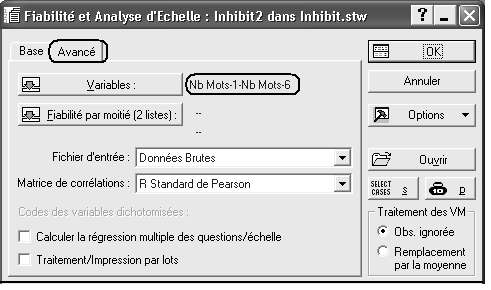 Fiabilité et Analyse d'Echelle : Inhibit2 dans Inhibit.stw
Base Avancé
Variables : Nb Mots-1-Nb Mots-6
Fiabilité par moitié (2 listes) : --
--
Fichier d'entrée : Données Brutes
Matrice de corrélations : R Standard de Pearson
Codes des variables dichotomisées :
Calculer la régression multiple des questions/échelle
Traitement/Impression par lots
OK
Annuler
Options
Ouvrir
SELECT CASES S
D
Traitement des VM
Obs. ignorée
Remplacement
par la moyenne